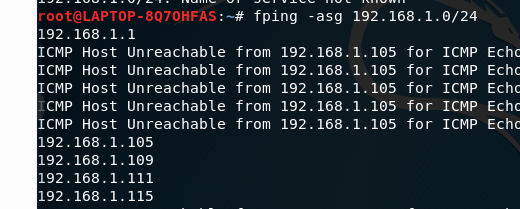 192.168.1.0/24: Name or service not known
root@LAPTOP-8Q7OHFAS:~# fping -asg 192.168.1.0/24
192.168.1.1
ICMP Host Unreachable from 192.168.1.105 for ICMP Echo
ICMP Host Unreachable from 192.168.1.105 for ICMP Echo
ICMP Host Unreachable from 192.168.1.105 for ICMP Echo
ICMP Host Unreachable from 192.168.1.105 for ICMP Echo
ICMP Host Unreachable from 192.168.1.105 for ICMP Echo
192.168.1.105
192.168.1.109
192.168.1.111
192.168.1.115